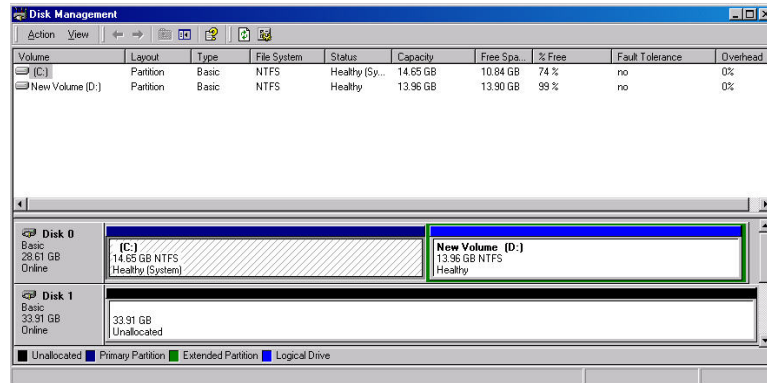 Disk Management
Action View
Volume Layout Type File System Status Capacity Free Spa... % Free Fault Tolerance Overhead
(C:) Partition Basic NTFS Healthy (Sy... 14.65 GB 10.84 GB 74 % no 0%
New Volume (D:) Partition Basic NTFS Healthy 13.96 GB 13.90 GB 99 % no 0%
Disk 0
Basic
28.61 GB
Online
(C:)
14.65 GB NTFS
Healthy (System)
New Volume (D:)
13.96 GB NTFS
Healthy
Disk 1
Basic
33.91 GB
Online
33.91 GB
Unallocated
Unallocated Primary Partition Extended Partition Logical Drive